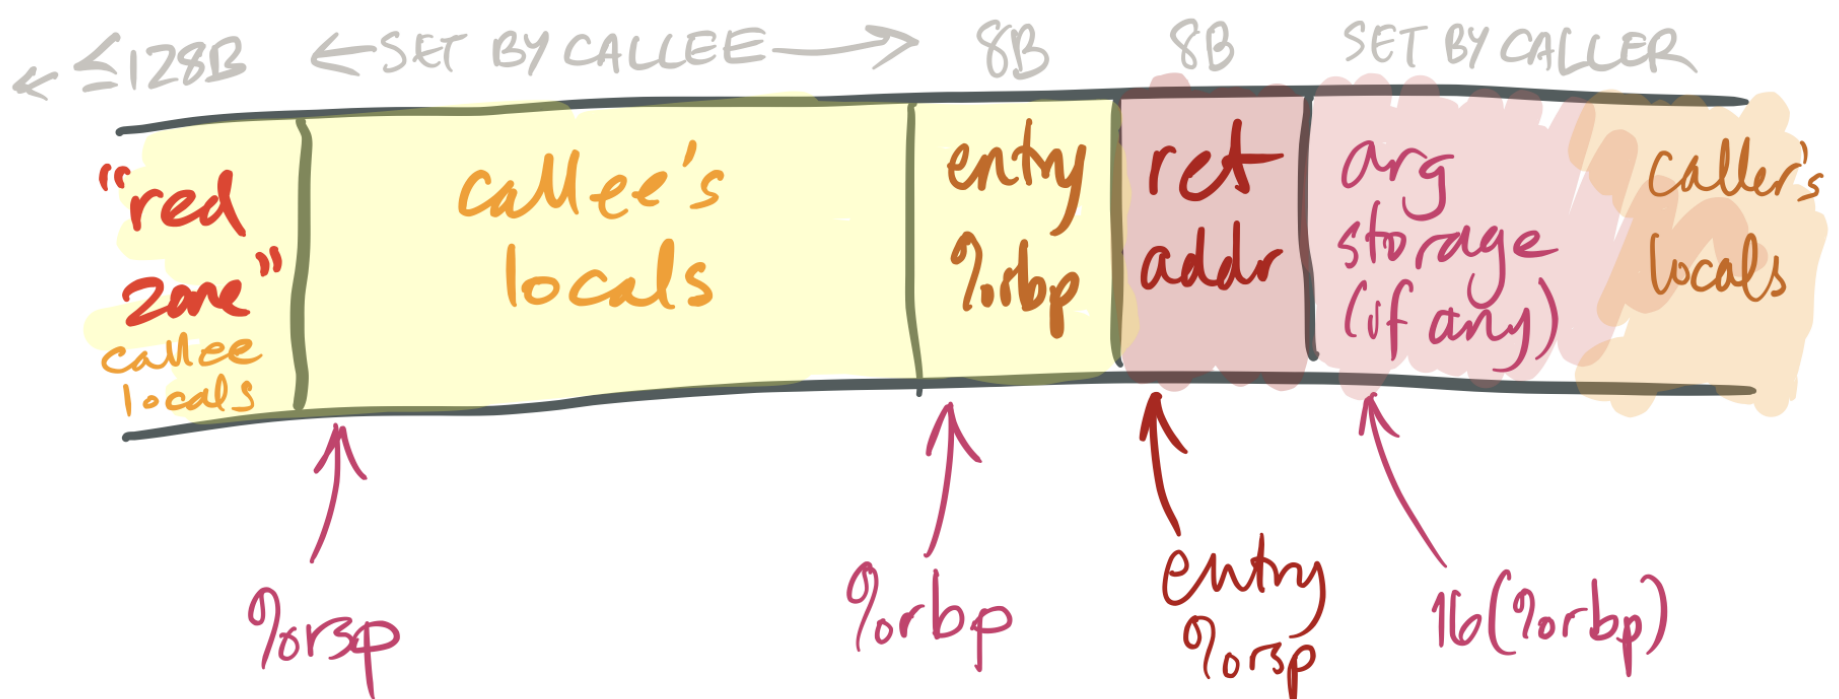 ≤128B
SET BY CALLEE
8B
8B
SET BY CALLER
"red
zone"
callee
locals
callee's
locals
entry
%rbp
ret
addr
arg
storage
(if any)
caller's
locals
%rsp
%rbp
entry
%rsp
16(%rbp)